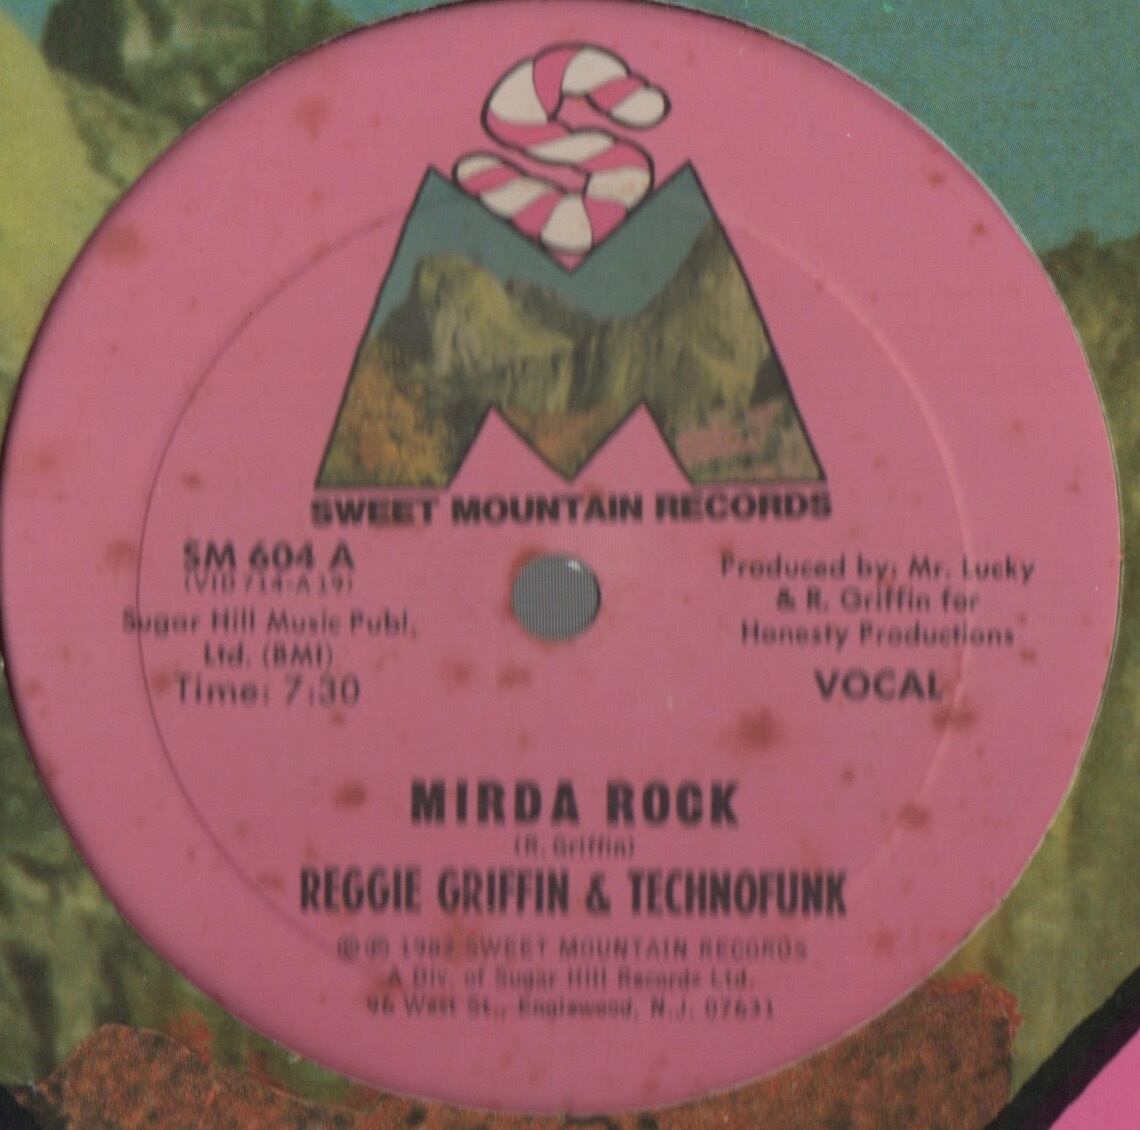 SWEET MOUNTAIN RECORDS
SM 604 A
(VID 714-A 19)
Sugar Hill Music Publ.
Ltd. (BMI)
Time: 7:30
Produced by: Mr. Lucky
& R. Griffin for
Honesty Productions
VOCAL
MIRDA ROCK
(R. Griffin)
REGGIE GRIFFIN & TECHNOFUNK
©℗ 1982 SWEET MOUNTAIN RECORDS
A Div. of Sugar Hill Records Ltd.
96 West St., Englewood, N.J. 07631